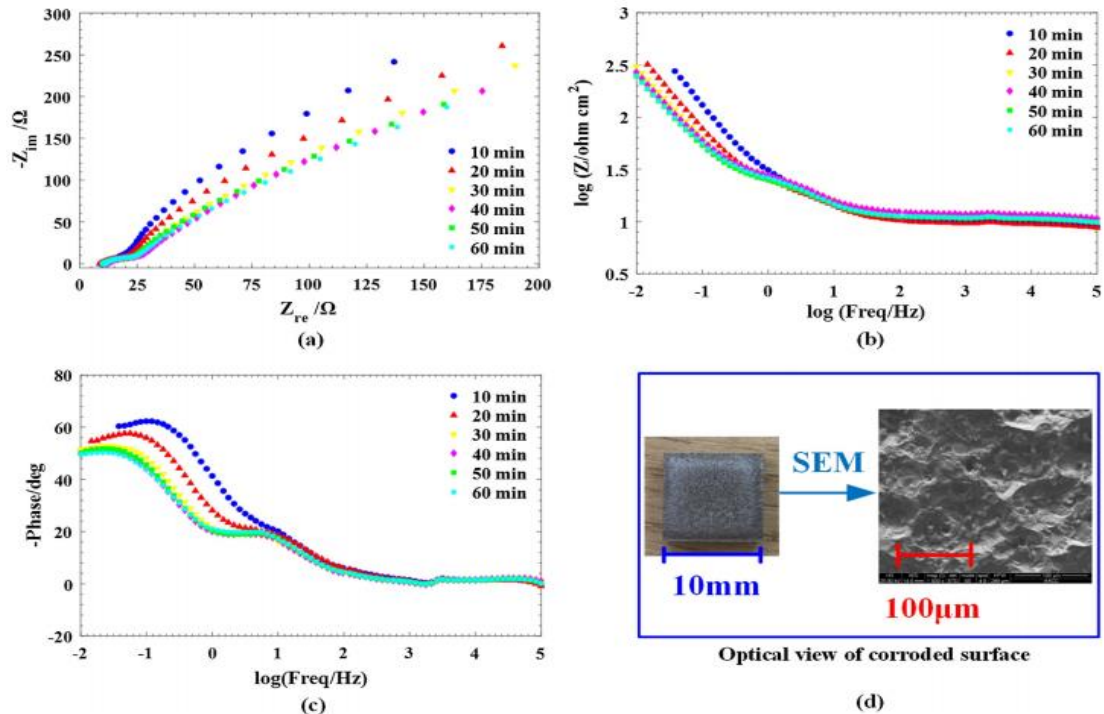 300
250
200
150
100
50
0
-Z_im /Ω
10 min
20 min
30 min
40 min
50 min
60 min
0 25 50 75 100 125 150 175 200
Z_re /Ω
(a)
3
2.5
2
1.5
1
0.5
log (Z/ohm cm²)
10 min
20 min
30 min
40 min
50 min
60 min
-2 -1 0 1 2 3 4 5
log (Freq/Hz)
(b)
80
60
40
20
0
-20
-Phase/deg
10 min
20 min
30 min
40 min
50 min
60 min
-2 -1 0 1 2 3 4 5
log(Freq/Hz)
(c)
SEM
10mm
100μm
Optical view of corroded surface
(d)